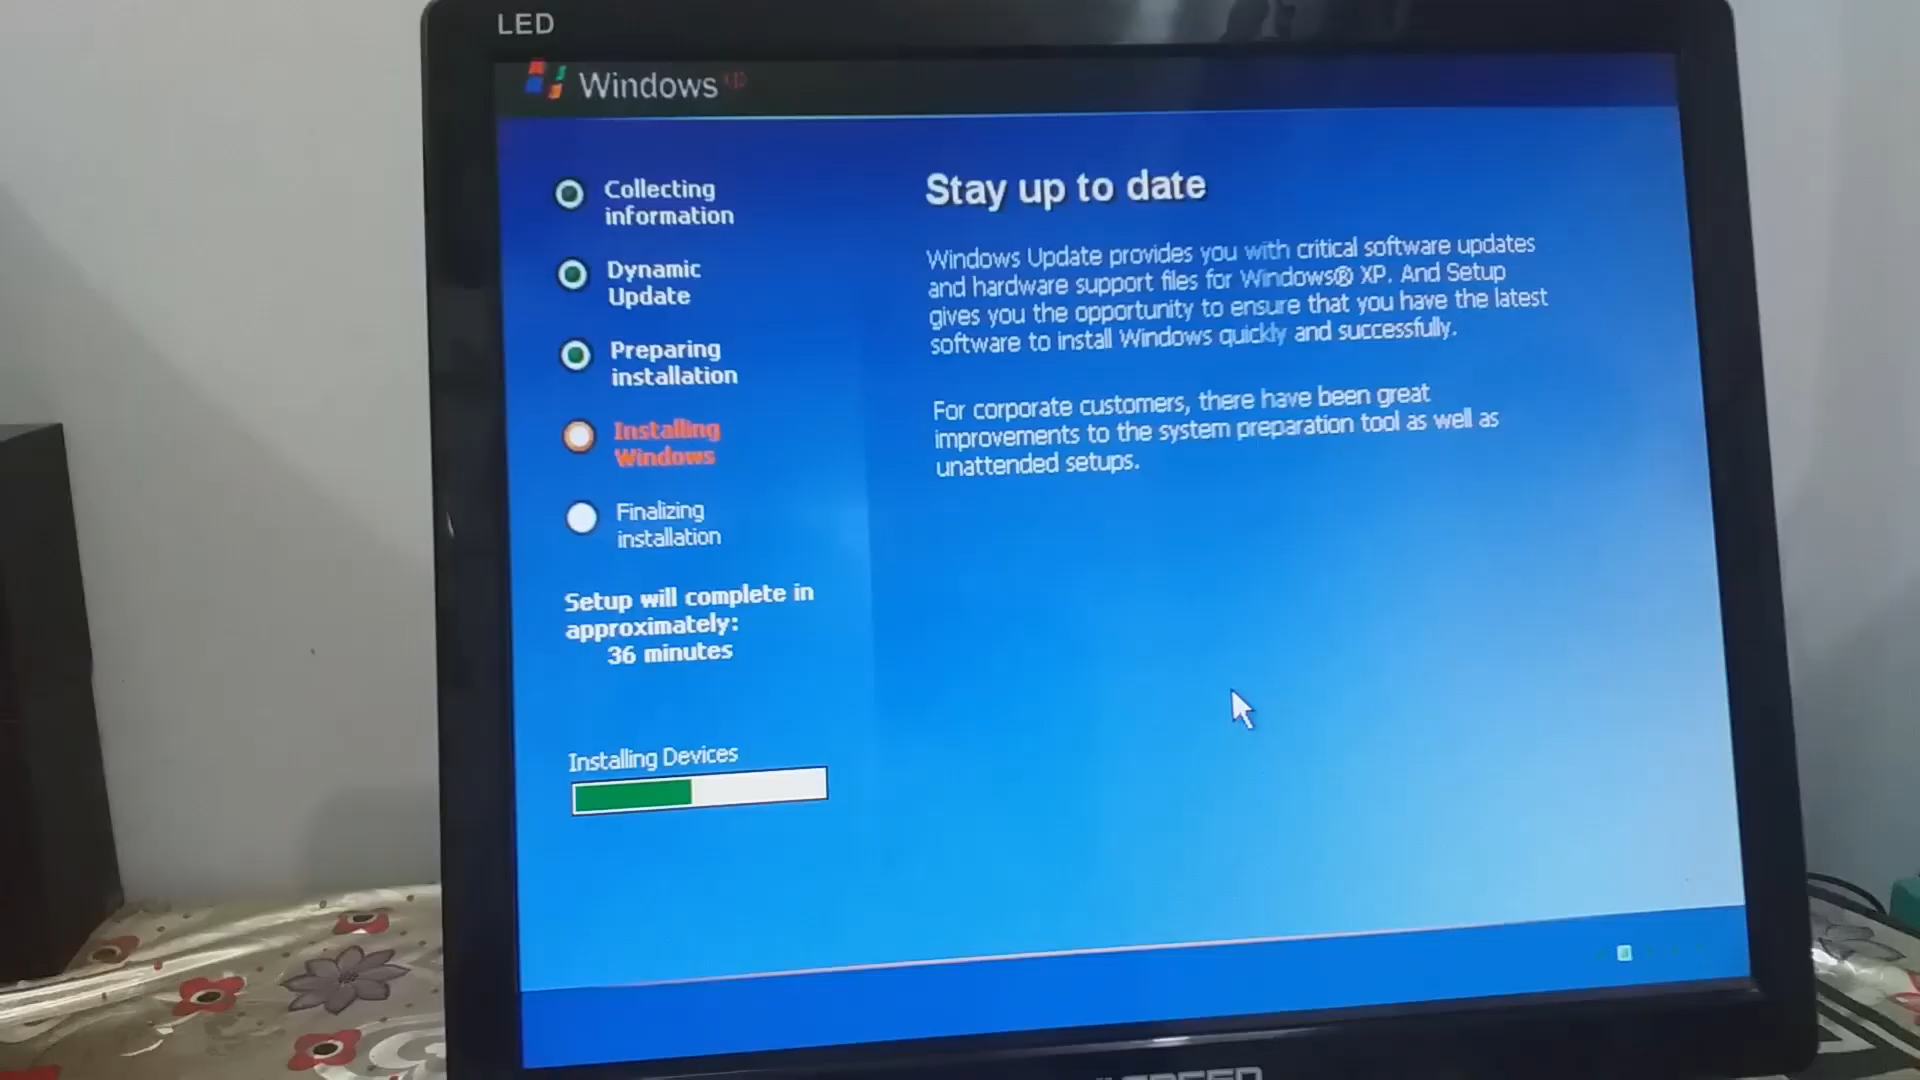 LED
Windows
Collecting
information
Dynamic
Update
Preparing
installation
Installing
Windows
Finalizing
installation
Setup will complete in
approximately:
36 minutes
Installing Devices
Stay up to date
Windows Update provides you with critical software updates
and hardware support files for Windows® XP. And Setup
gives you the opportunity to ensure that you have the latest
software to install Windows quickly and successfully.
For corporate customers, there have been great
improvements to the system preparation tool as well as
unattended setups.